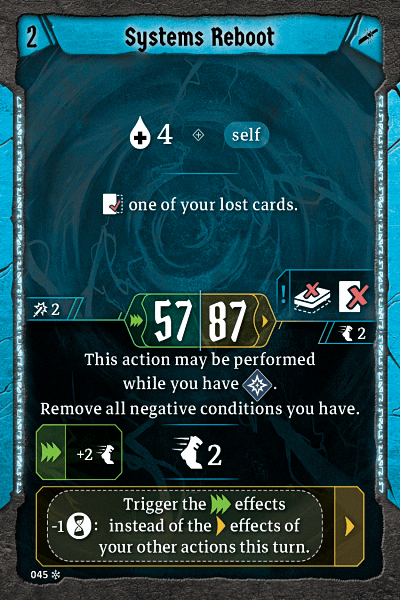 2
Systems Reboot
4 self
one of your lost cards.
2
57 87
!
2
This action may be performed
while you have .
Remove all negative conditions you have.
+2
2
-1 :
Trigger the effects
instead of the effects of
your other actions this turn.
045